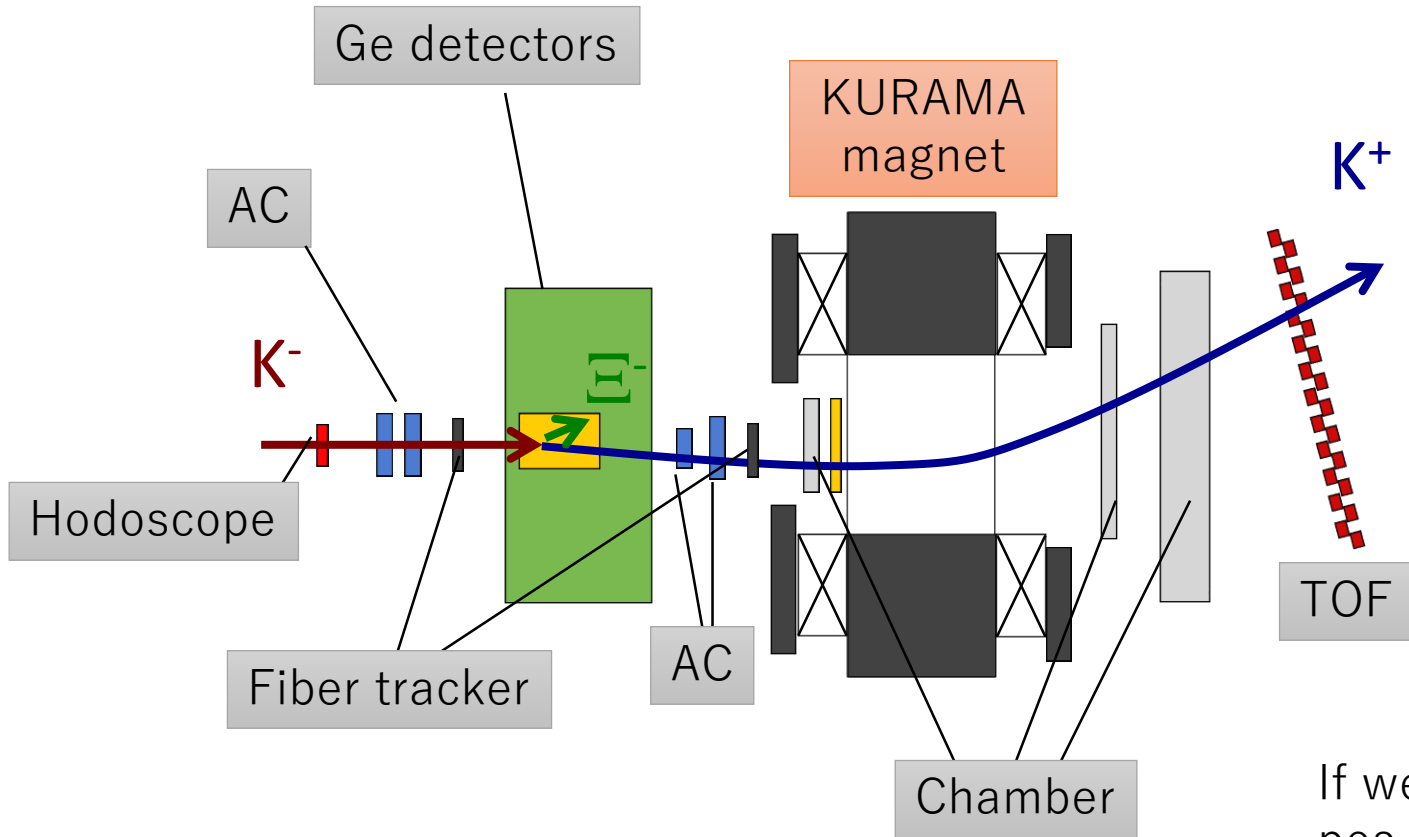 Ge detectors
KURAMA
magnet
K+
AC
K-
Ξ-
Hodoscope
TOF
AC
Fiber tracker
Chamber
If we